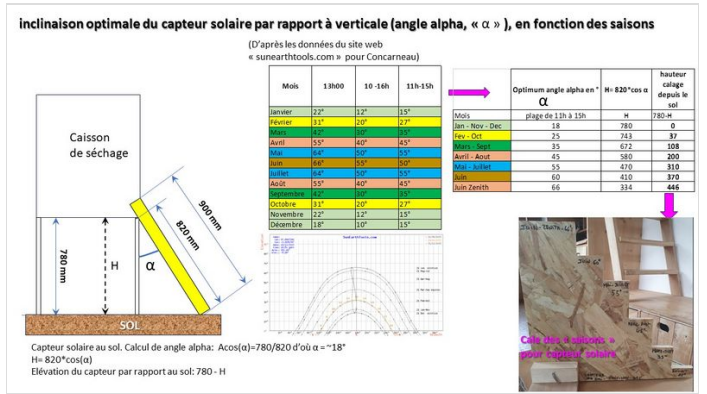 inclinaison optimale du capteur solaire par rapport à verticale (angle alpha, « α » ), en fonction des saisons
(D'après les données du site web
« sunearthtools.com » pour Concarneau)
Mois 13h00 10 -16h 11h-15h
Janvier 22° 12° 15°
Février 31° 20° 27°
Mars 42° 30° 35°
Avril 55° 40° 45°
Mai 64° 50° 50°
Juin 66° 55° 50°
Juillet 64° 50° 55°
Août 55° 40° 45°
Septembre 42° 30° 35°
Octobre 31° 20° 27°
Novembre 22° 12° 15°
Décembre 18° 10° 15°
Optimum angle alpha en ° α H= 820*cos α hauteur calage depuis le sol
Mois plage de 11h à 15h H 780-H
Jan - Nov - Dec 18 780 0
Fev - Oct 25 743 37
Mars - Sept 35 672 108
Avril - Aout 45 580 200
Mai - Juillet 55 470 310
Juin 60 410 370
Juin Zenith 66 334 446
Caisson
de séchage
900 mm
820 mm
780 mm
H
α
SOL
SunEarthTools.com
Cale des « saisons »
pour capteur solaire
Capteur solaire au sol. Calcul de angle alpha: Acos(α)=780/820 d'où α = ~18°
H= 820*cos(α)
Elévation du capteur par rapport au sol: 780 - H